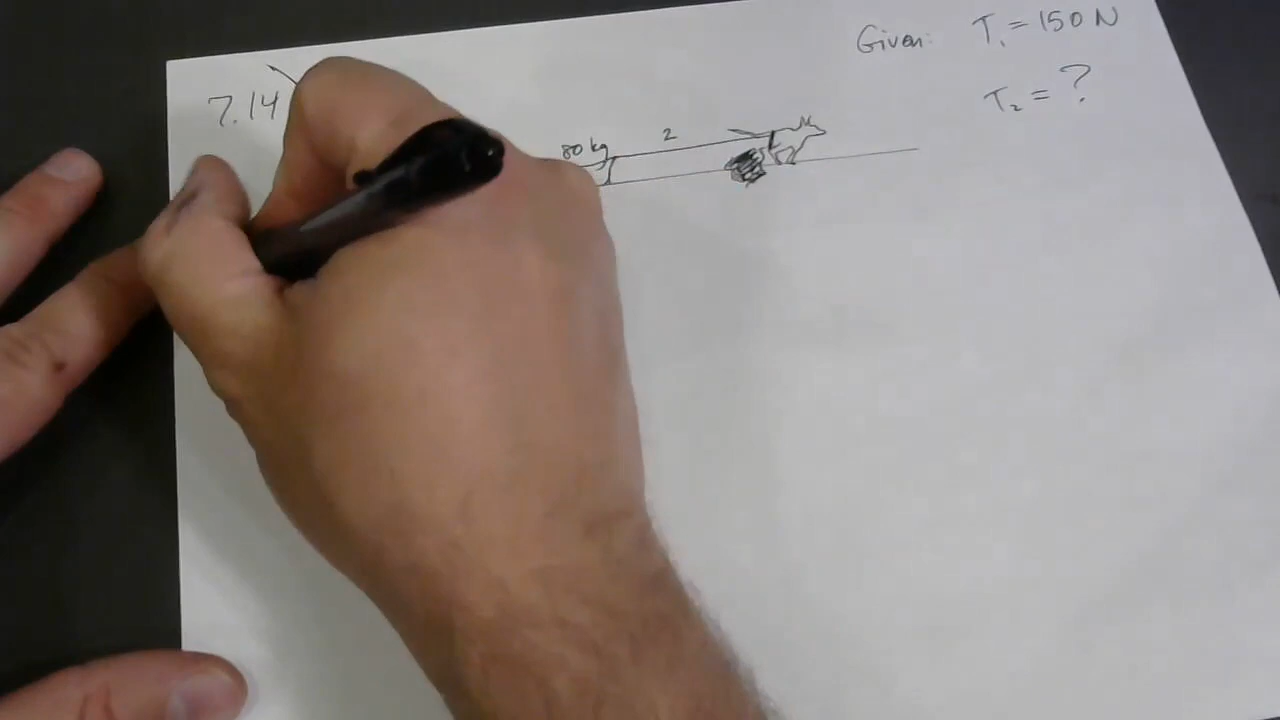 Given: T₁ = 150 N
T₂ = ?
7.14
80 kg
2